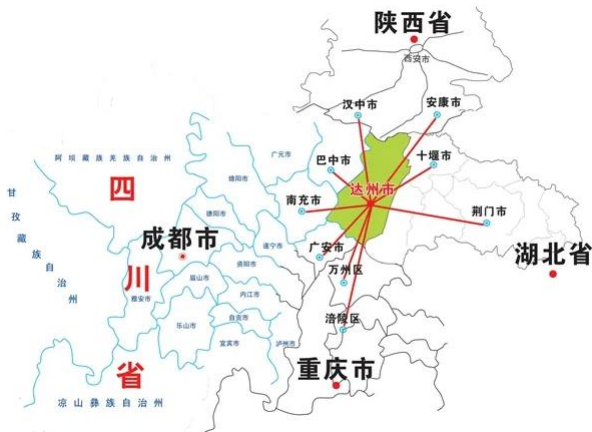 陕西省
西安市
汉中市
安康市
广元市
阿坝藏族羌族自治州
巴中市
十堰市
绵阳市
四
达州市
甘孜藏族自治州
南充市
德阳市
荆门市
成都市
遂宁市
广安市
湖北省
资阳市
万州区
川
眉山市
雅安市
内江市
自贡市
涪陵区
乐山市
宜宾市
泸州市
省
重庆市
凉山彝族自治州